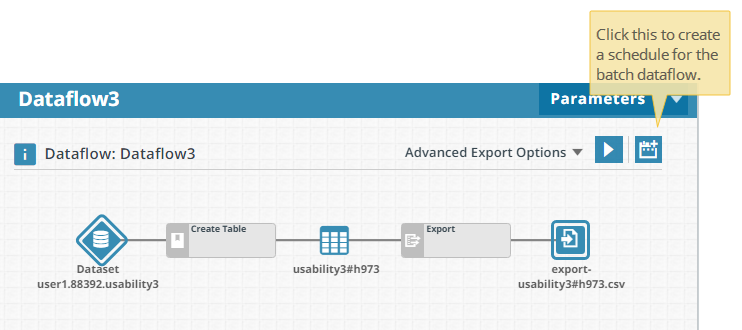 Click this to create
a schedule for the
batch dataflow.
Dataflow3
Parameters
i
Dataflow: Dataflow3
Advanced Export Options
Create Table
Export
Dataset
user1.88392.usability3
usability3#h973
export-
usability3#h973.csv